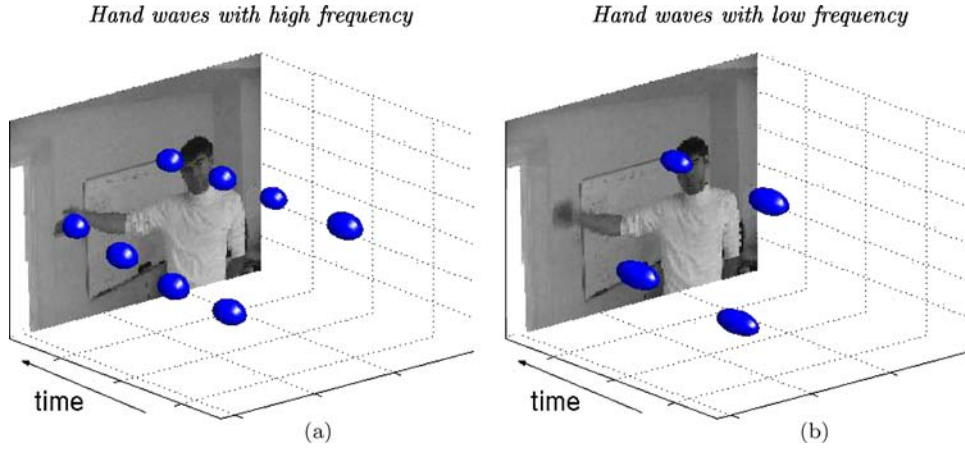 Hand waves with high frequency
Hand waves with low frequency
time
time
(a)
(b)